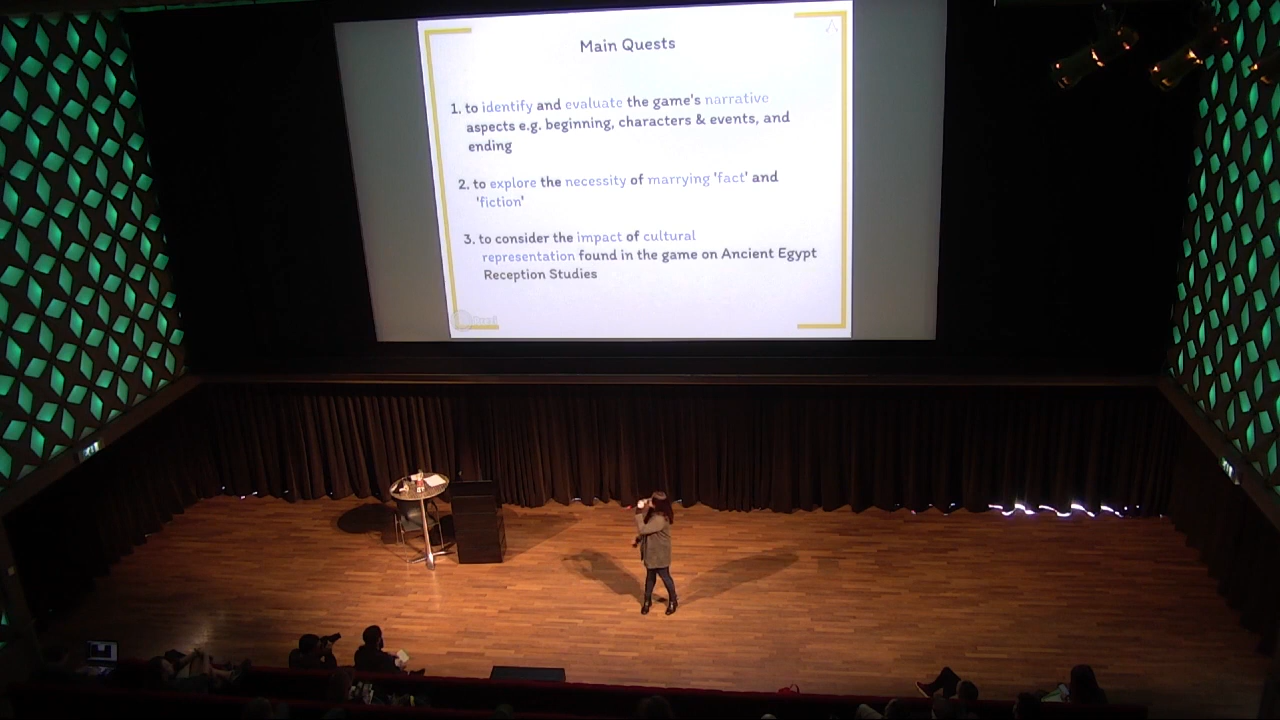 Main Quests
1. to identify and evaluate the game's narrative
aspects e.g. beginning, characters & events, and
ending
2. to explore the necessity of marrying 'fact' and
'fiction'
3. to consider the impact of cultural
representation found in the game on Ancient Egypt
Reception Studies